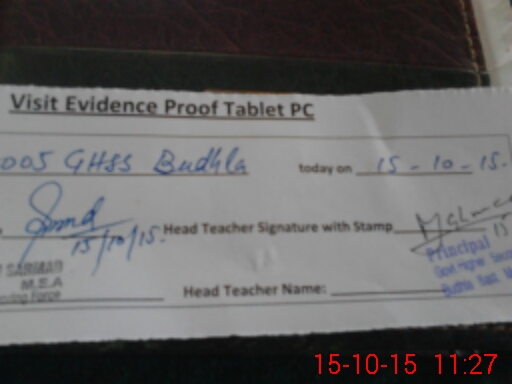 Visit Evidence Proof Tablet PC
005 GHSS Budhla today on 15-10-15.
15/10/15. Head Teacher Signature with Stamp
Principal
M.E.A
Force Head Teacher Name:
15-10-15 11:27